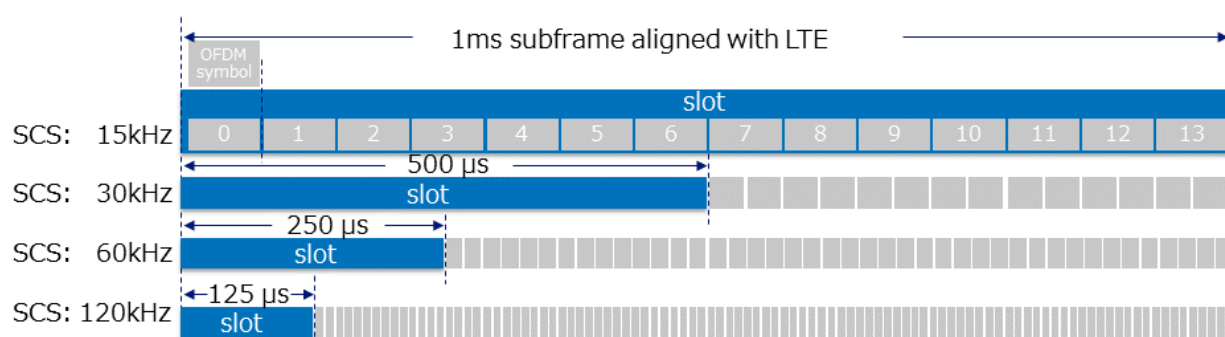 1ms subframe aligned with LTE
OFDM
symbol
slot
SCS: 15kHz 0 1 2 3 4 5 6 7 8 9 10 11 12 13
500 µs
SCS: 30kHz slot
250 µs
SCS: 60kHz slot
125 µs
SCS: 120kHz slot